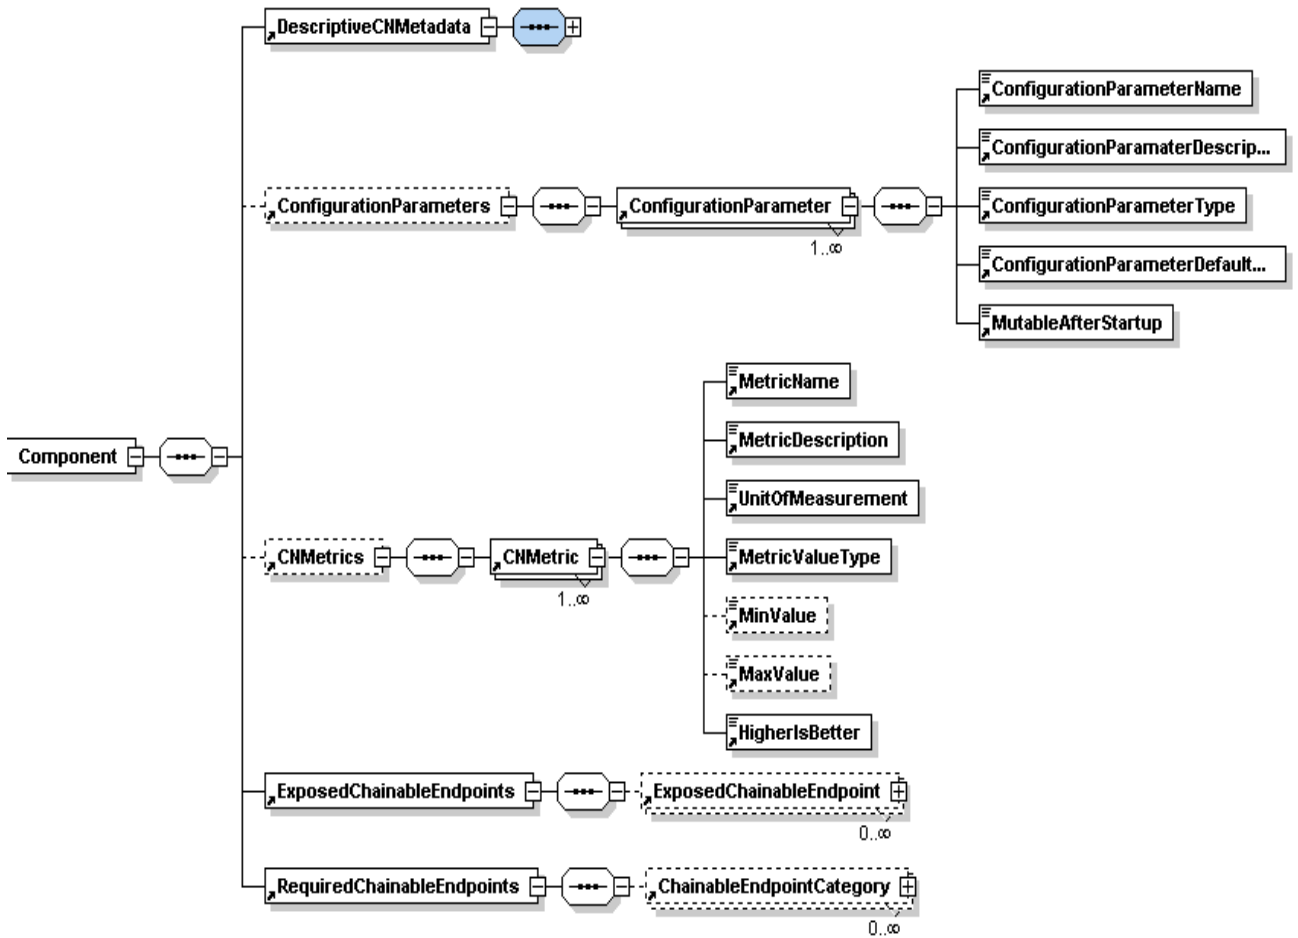 DescriptiveCNMetadata
ConfigurationParameterName
ConfigurationParamaterDescrip...
ConfigurationParameters
ConfigurationParameter
1..∞
ConfigurationParameterType
ConfigurationParameterDefault...
MutableAfterStartup
MetricName
MetricDescription
Component
UnitOfMeasurement
CNMetrics
CNMetric
1..∞
MetricValueType
MinValue
MaxValue
HigherIsBetter
ExposedChainableEndpoints
ExposedChainableEndpoint
0..∞
RequiredChainableEndpoints
ChainableEndpointCategory
0..∞